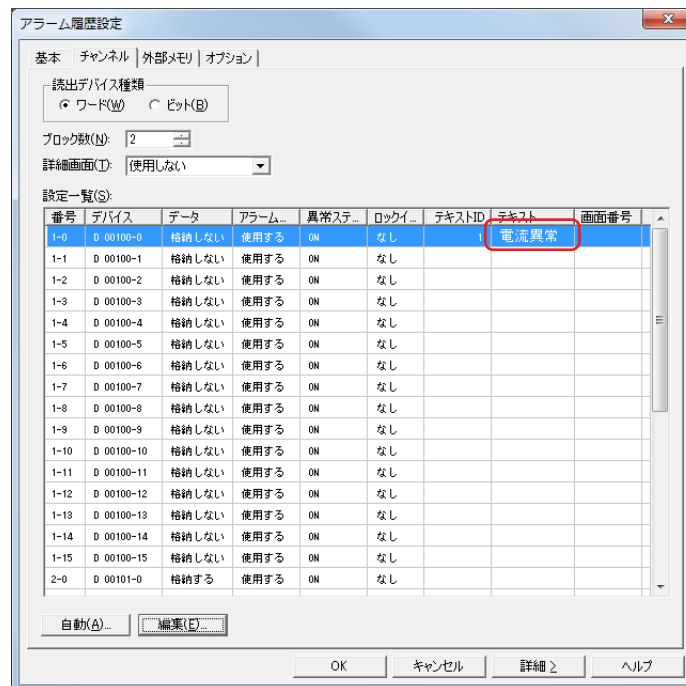 アラーム履歴設定
基本 チャンネル 外部メモリ オプション
読出デバイス種類
ワード(W) ビット(B)
ブロック数(N): 2
詳細画面(T): 使用しない
設定一覧(S):
番号 デバイス データ アラーム... 異常ステ... ロックイ... テキストID テキスト 画面番号
1-0 D 00100-0 格納しない 使用する ON なし 1 電流異常
1-1 D 00100-1 格納しない 使用する ON なし
1-2 D 00100-2 格納しない 使用する ON なし
1-3 D 00100-3 格納しない 使用する ON なし
1-4 D 00100-4 格納しない 使用する ON なし
1-5 D 00100-5 格納しない 使用する ON なし
1-6 D 00100-6 格納しない 使用する ON なし
1-7 D 00100-7 格納しない 使用する ON なし
1-8 D 00100-8 格納しない 使用する ON なし
1-9 D 00100-9 格納しない 使用する ON なし
1-10 D 00100-10 格納しない 使用する ON なし
1-11 D 00100-11 格納しない 使用する ON なし
1-12 D 00100-12 格納しない 使用する ON なし
1-13 D 00100-13 格納しない 使用する ON なし
1-14 D 00100-14 格納しない 使用する ON なし
1-15 D 00100-15 格納しない 使用する ON なし
2-0 D 00101-0 格納する 使用する ON なし
自動(A)... 編集(E)...
OK キャンセル 詳細 ≥ ヘルプ